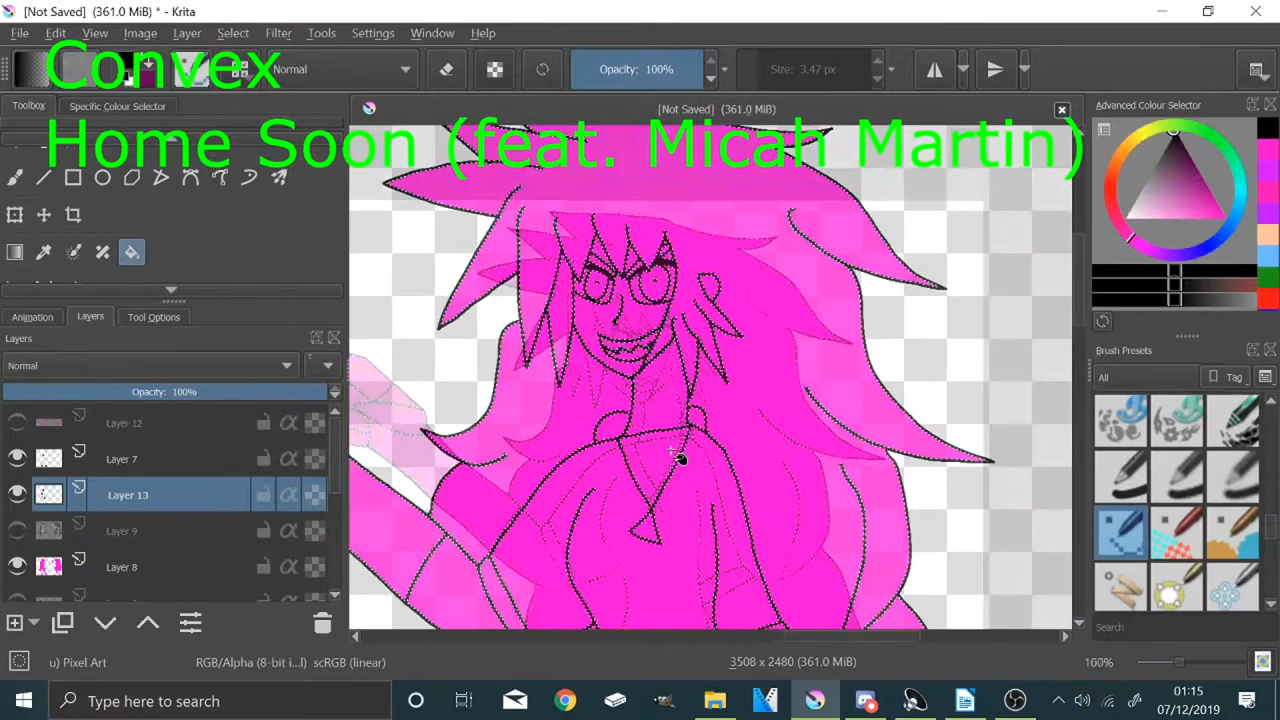 [Not Saved] (361.0 MiB) * - Krita
File Edit View Image Layer Select Filter Tools Settings Window Help
Convex
Normal
Opacity: 100%
Size: 3.47 px
Toolbox
Specific Colour Selector
[Not Saved] (361.0 MiB)
Advanced Colour Selector
Home Soon (feat. Micah Martin)
Animation
Layers
Tool Options
Layers
Brush Presets
Normal
All
Tag
Opacity: 100%
Layer 12
Layer 7
Layer 13
Layer 9
Layer 8
Search
u) Pixel Art
RGB/Alpha (8-bit i...l) scRGB (linear)
3508 x 2480 (361.0 MiB)
100%
Type here to search
01:15
07/12/2019